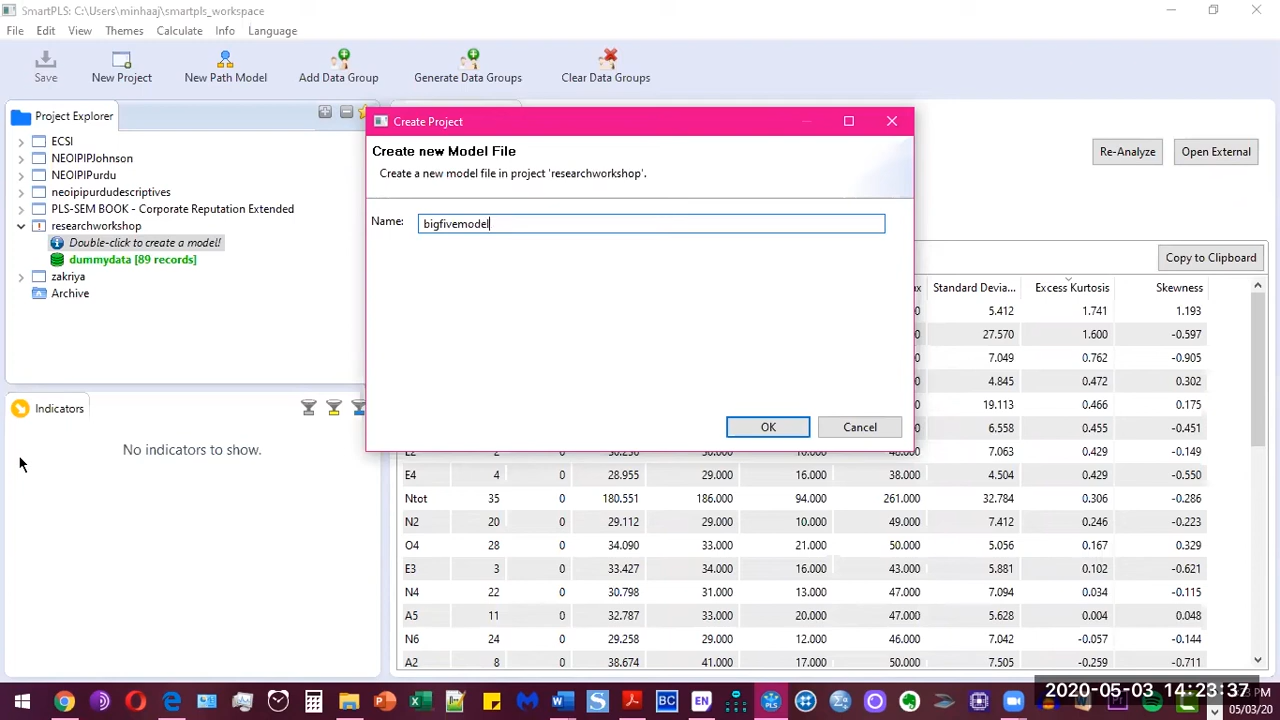 SmartPLS: C:\Users\minhaaj\smartpls_workspace
File Edit View Themes Calculate Info Language
Save New Project New Path Model Add Data Group Generate Data Groups Clear Data Groups
Project Explorer
ECSI
NEOIPIPJohnson
NEOIPIPurdu
neoipipurdudescriptives
PLS-SEM BOOK - Corporate Reputation Extended
researchworkshop
Double-click to create a model!
dummydata [89 records]
zakriya
Archive
Indicators
No indicators to show.
Create Project
Create new Model File
Create a new model file in project 'researchworkshop'.
Name: bigfivemodel
OK Cancel
Re-Analyze Open External
Copy to Clipboard
Standard Devia... Excess Kurtosis Skewness
0 5.412 1.741 1.193
0 27.570 1.600 -0.597
0 7.049 0.762 -0.905
0 4.845 0.472 0.302
0 19.113 0.466 0.175
0 6.558 0.455 -0.451
7.063 0.429 -0.149
E4 4 0 28.955 29.000 16.000 38.000 4.504 0.429 -0.550
Ntot 35 0 180.551 186.000 94.000 261.000 32.784 0.306 -0.286
N2 20 0 29.112 29.000 10.000 49.000 7.412 0.246 -0.223
O4 28 0 34.090 33.000 21.000 50.000 5.056 0.167 0.329
E3 3 0 33.427 34.000 16.000 43.000 5.881 0.102 -0.621
N4 22 0 30.798 31.000 13.000 47.000 7.094 0.034 -0.115
A5 11 0 32.787 33.000 20.000 47.000 5.628 0.004 0.048
N6 24 0 29.258 29.000 12.000 46.000 7.042 -0.057 -0.144
A2 8 0 38.674 41.000 17.000 50.000 7.505 -0.259 -0.711
2020-05-03 14:23:37
05/03/20